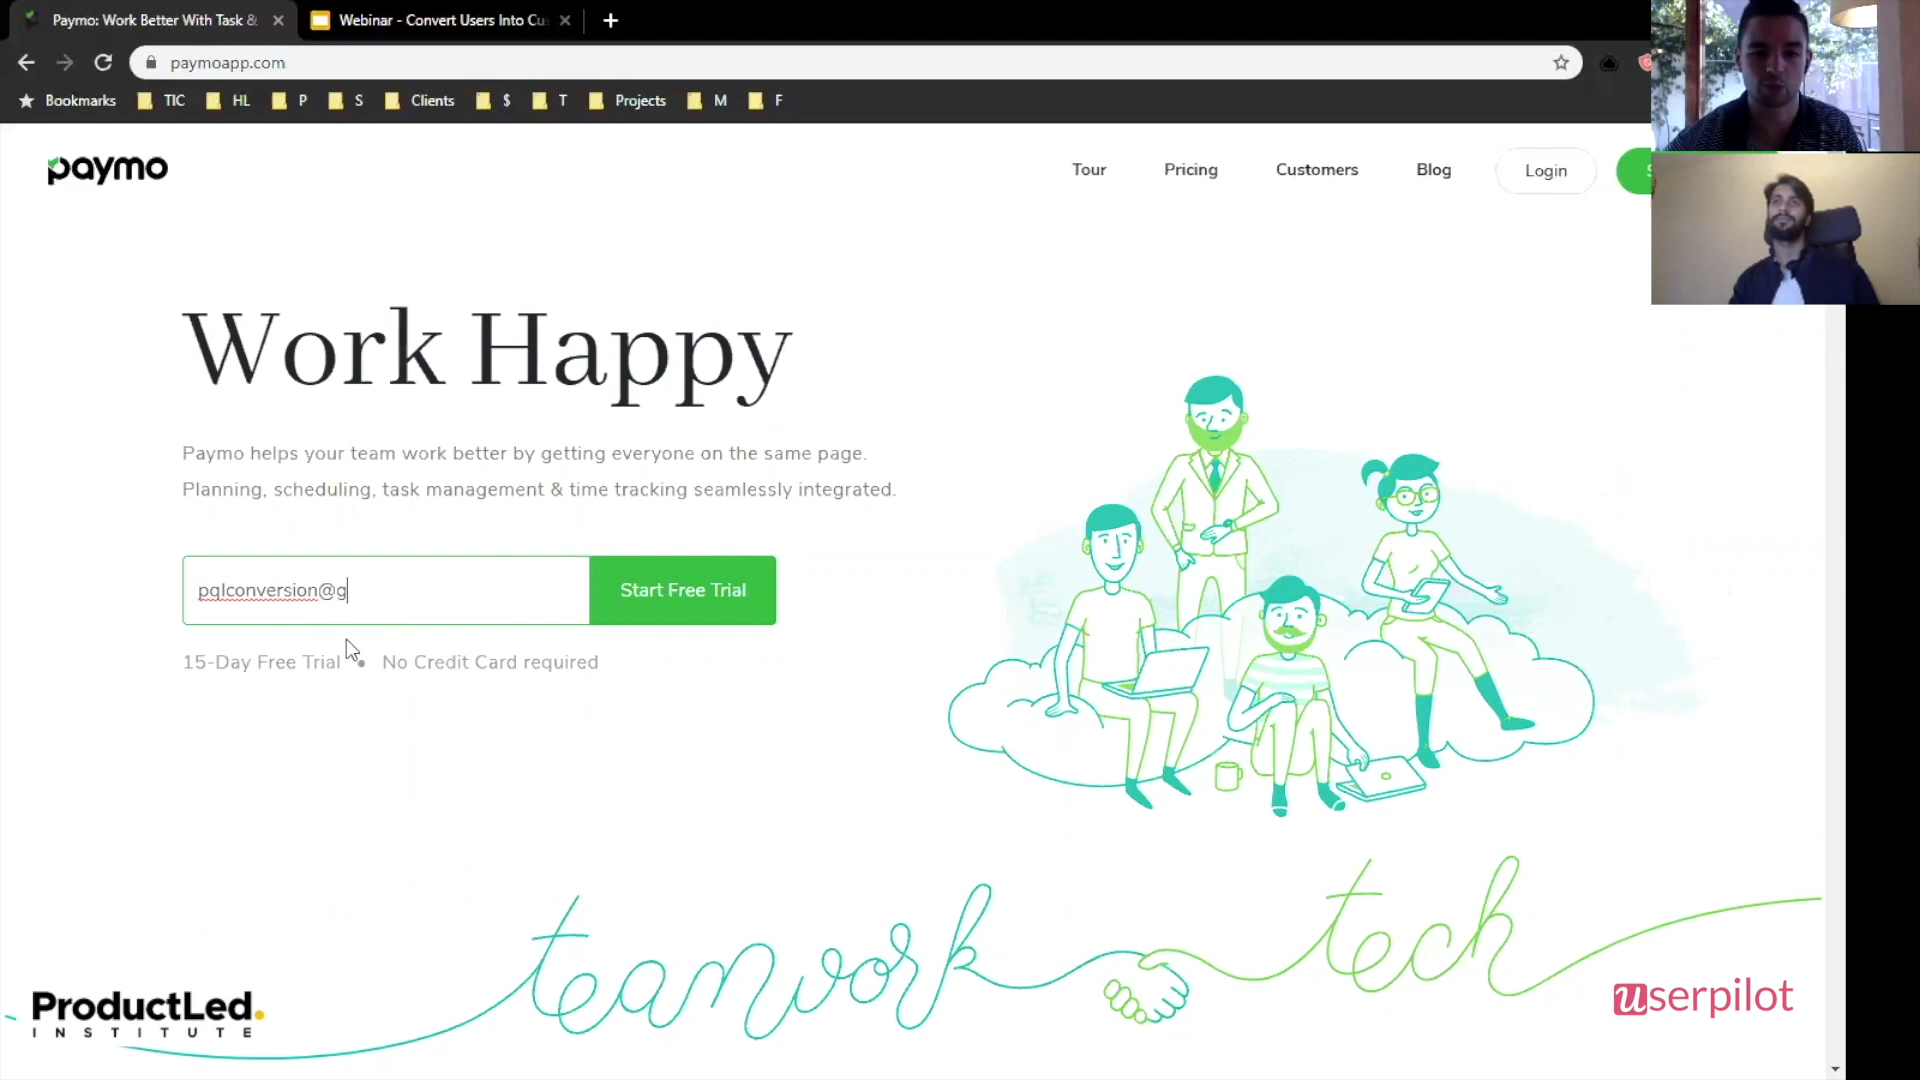 Paymo: Work Better With Task &
Webinar - Convert Users Into Cu
paymoapp.com
Bookmarks TIC HL P S Clients $ T Projects M F
paymo
Tour Pricing Customers Blog Login S
Work Happy
Paymo helps your team work better by getting everyone on the same page.
Planning, scheduling, task management & time tracking seamlessly integrated.
pqlconversion@g
Start Free Trial
15-Day Free Trial • No Credit Card required
teamwork tech
ProductLed.
INSTITUTE
userpilot